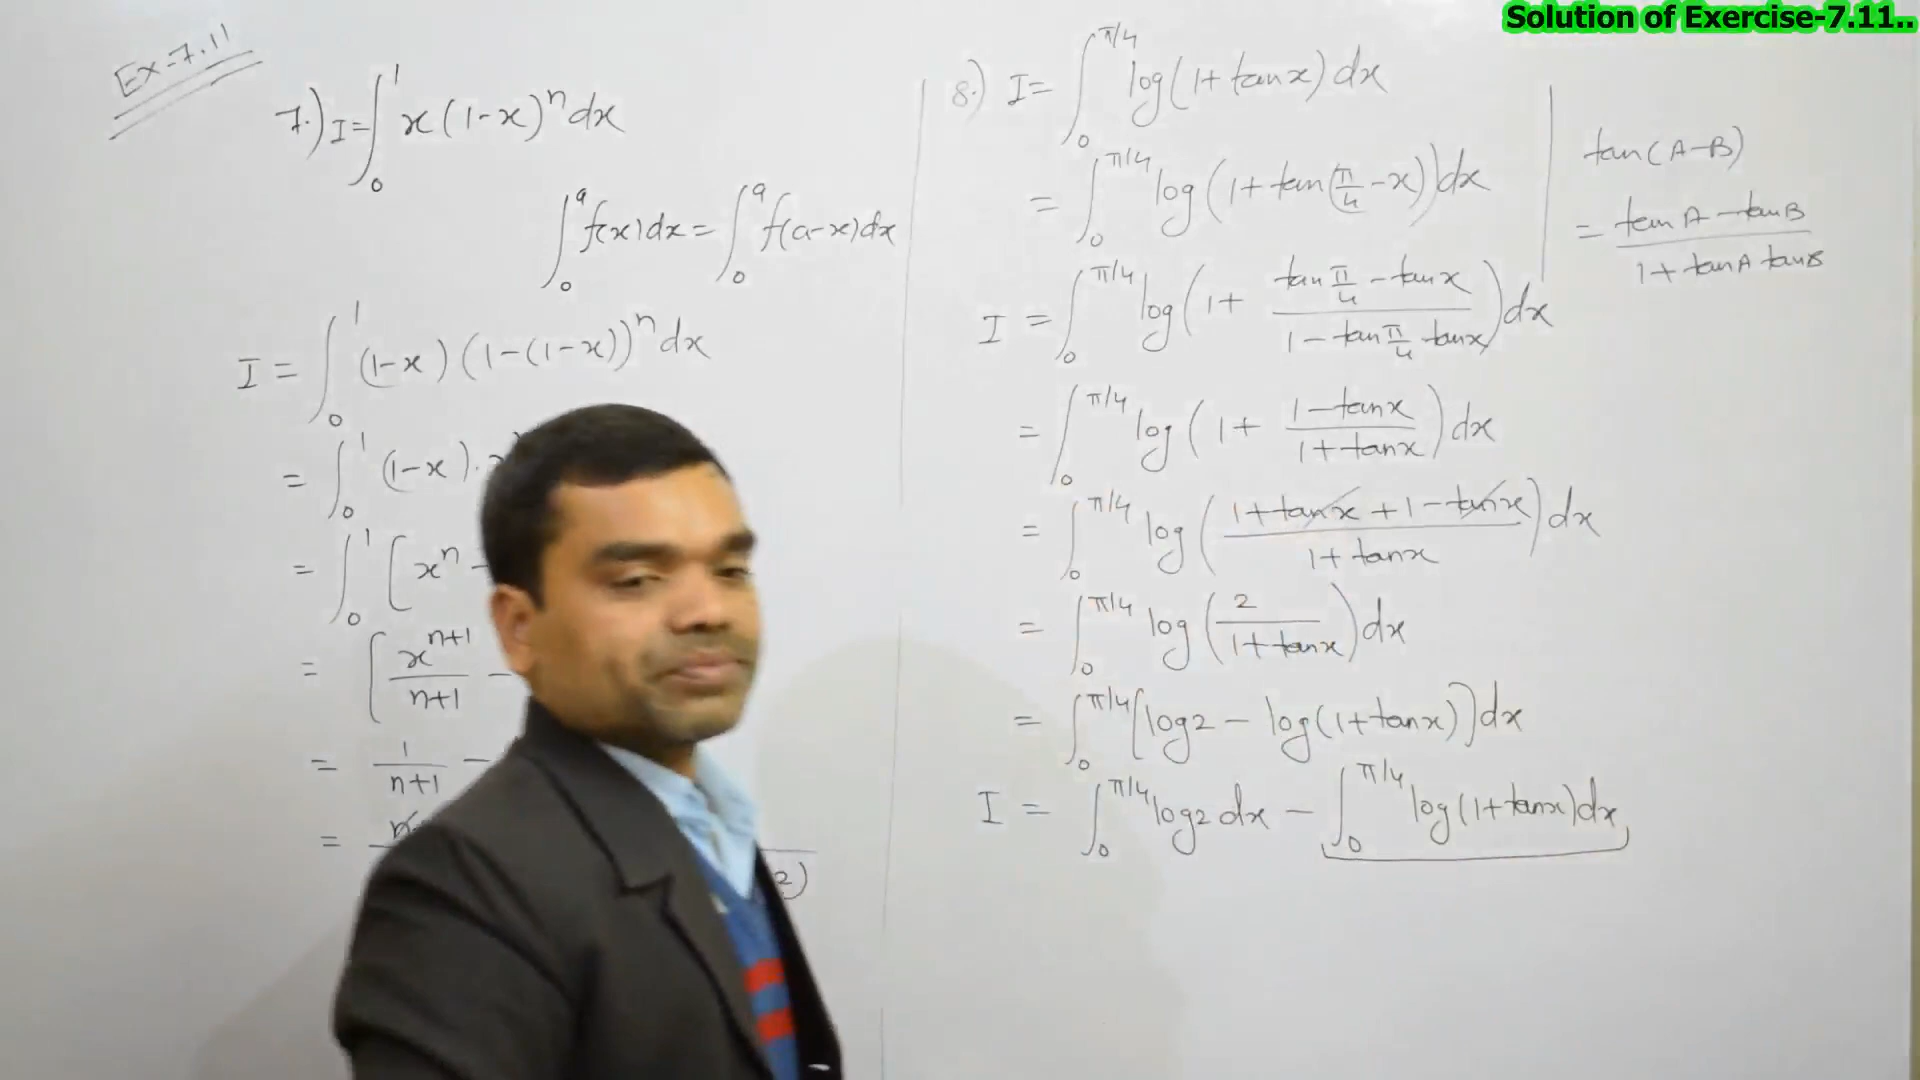 Solution of Exercise-7.11..
Ex-7.11
7.) I = ∫₀¹ x(1-x)ⁿ dx
∫₀ᵃ f(x)dx = ∫₀ᵃ f(a-x)dx
I = ∫₀¹ (1-x)(1-(1-x))ⁿ dx
= ∫₀¹ (1-x).
= ∫₀¹ [xⁿ -
= [xⁿ⁺¹/n+1 -
= 1/n+1 -
=
2)
8.) I = ∫₀^π/4 log(1+tanx)dx
= ∫₀^π/4 log(1+tan(π/4-x))dx
I = ∫₀^π/4 log(1+ (tan π/4 - tanx)/(1-tan π/4 tanx))dx
= ∫₀^π/4 log(1+ (1-tanx)/(1+tanx))dx
= ∫₀^π/4 log((1+tanx+1-tanx)/(1+tanx))dx
= ∫₀^π/4 log(2/(1+tanx))dx
= ∫₀^π/4 [log2 - log(1+tanx)]dx
I = ∫₀^π/4 log2 dx - ∫₀^π/4 log(1+tanx)dx
tan(A-B)
= (tanA - tanB)/(1+tanA tanB)